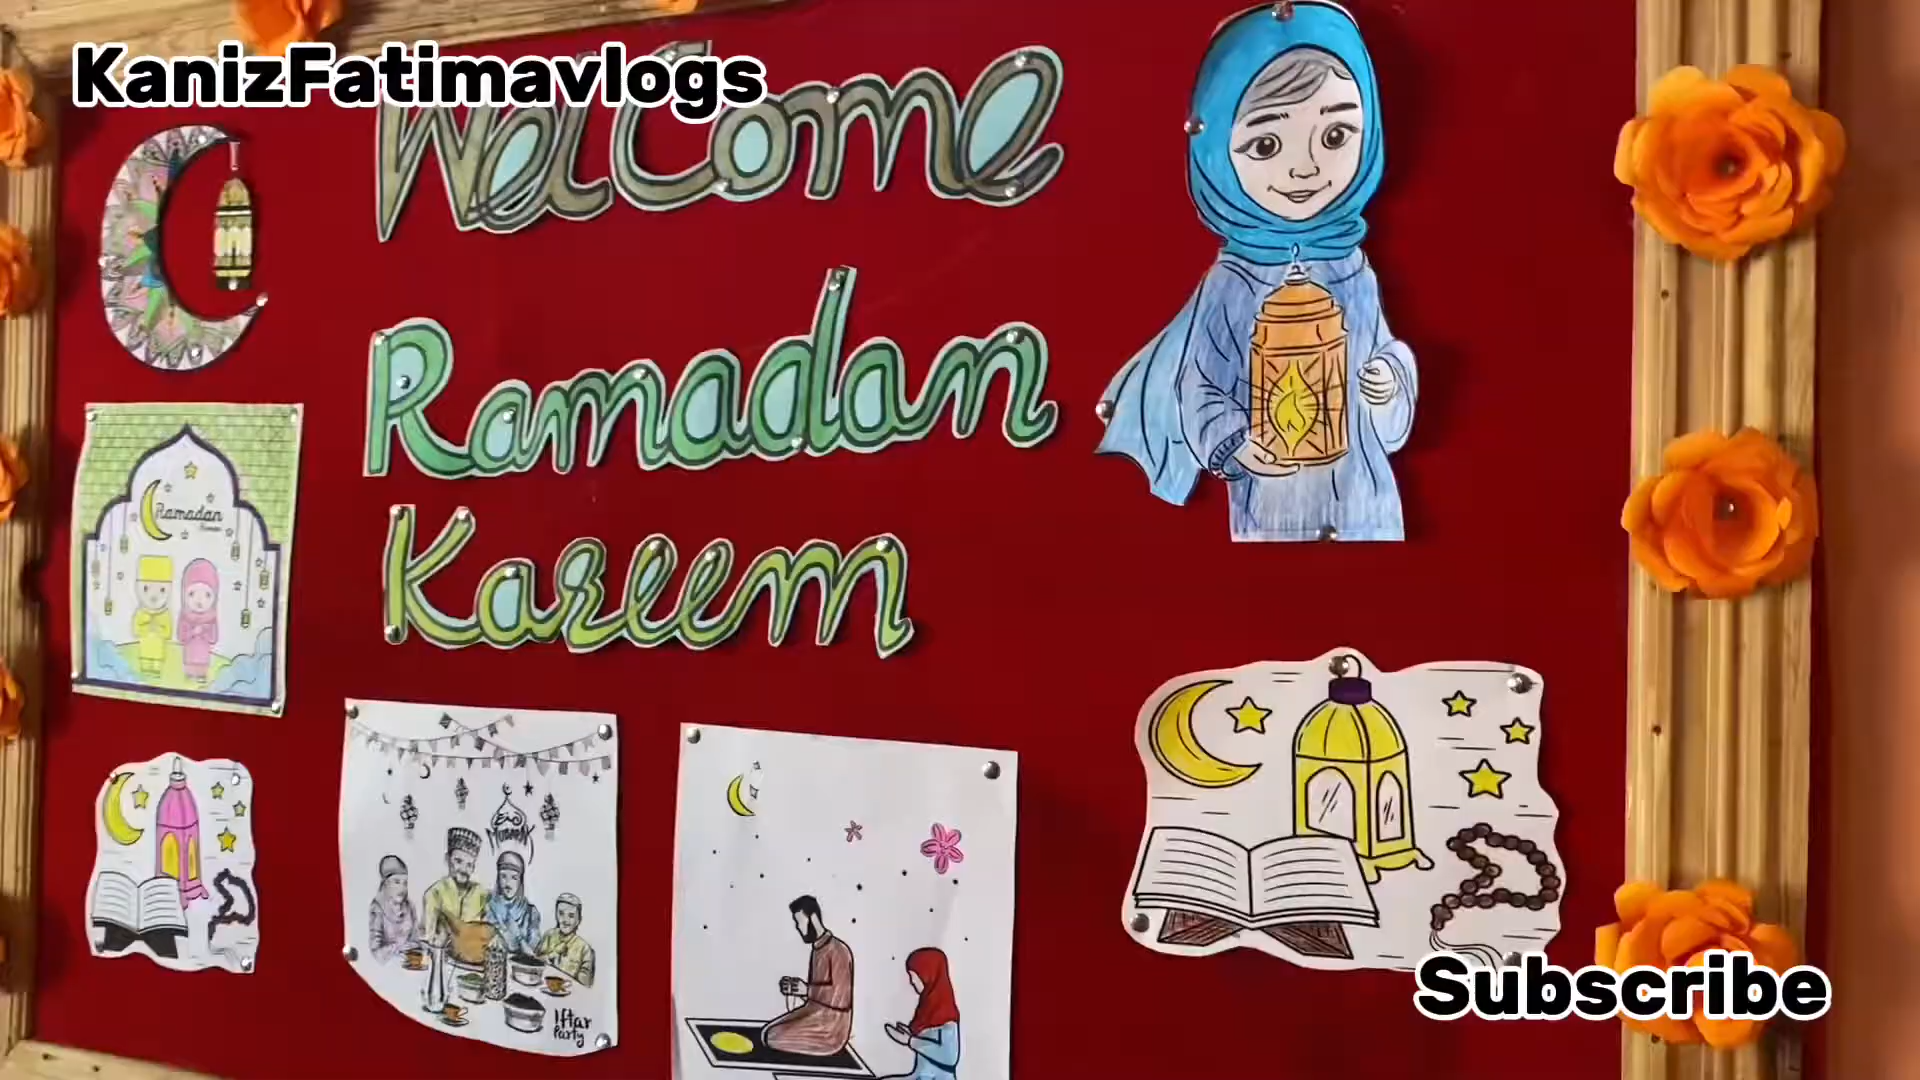 KanizFatimavlogs
Welcome
Ramadan
Kareem
Ramadan
Eid
MUBARAK
Iftar
Party
Subscribe